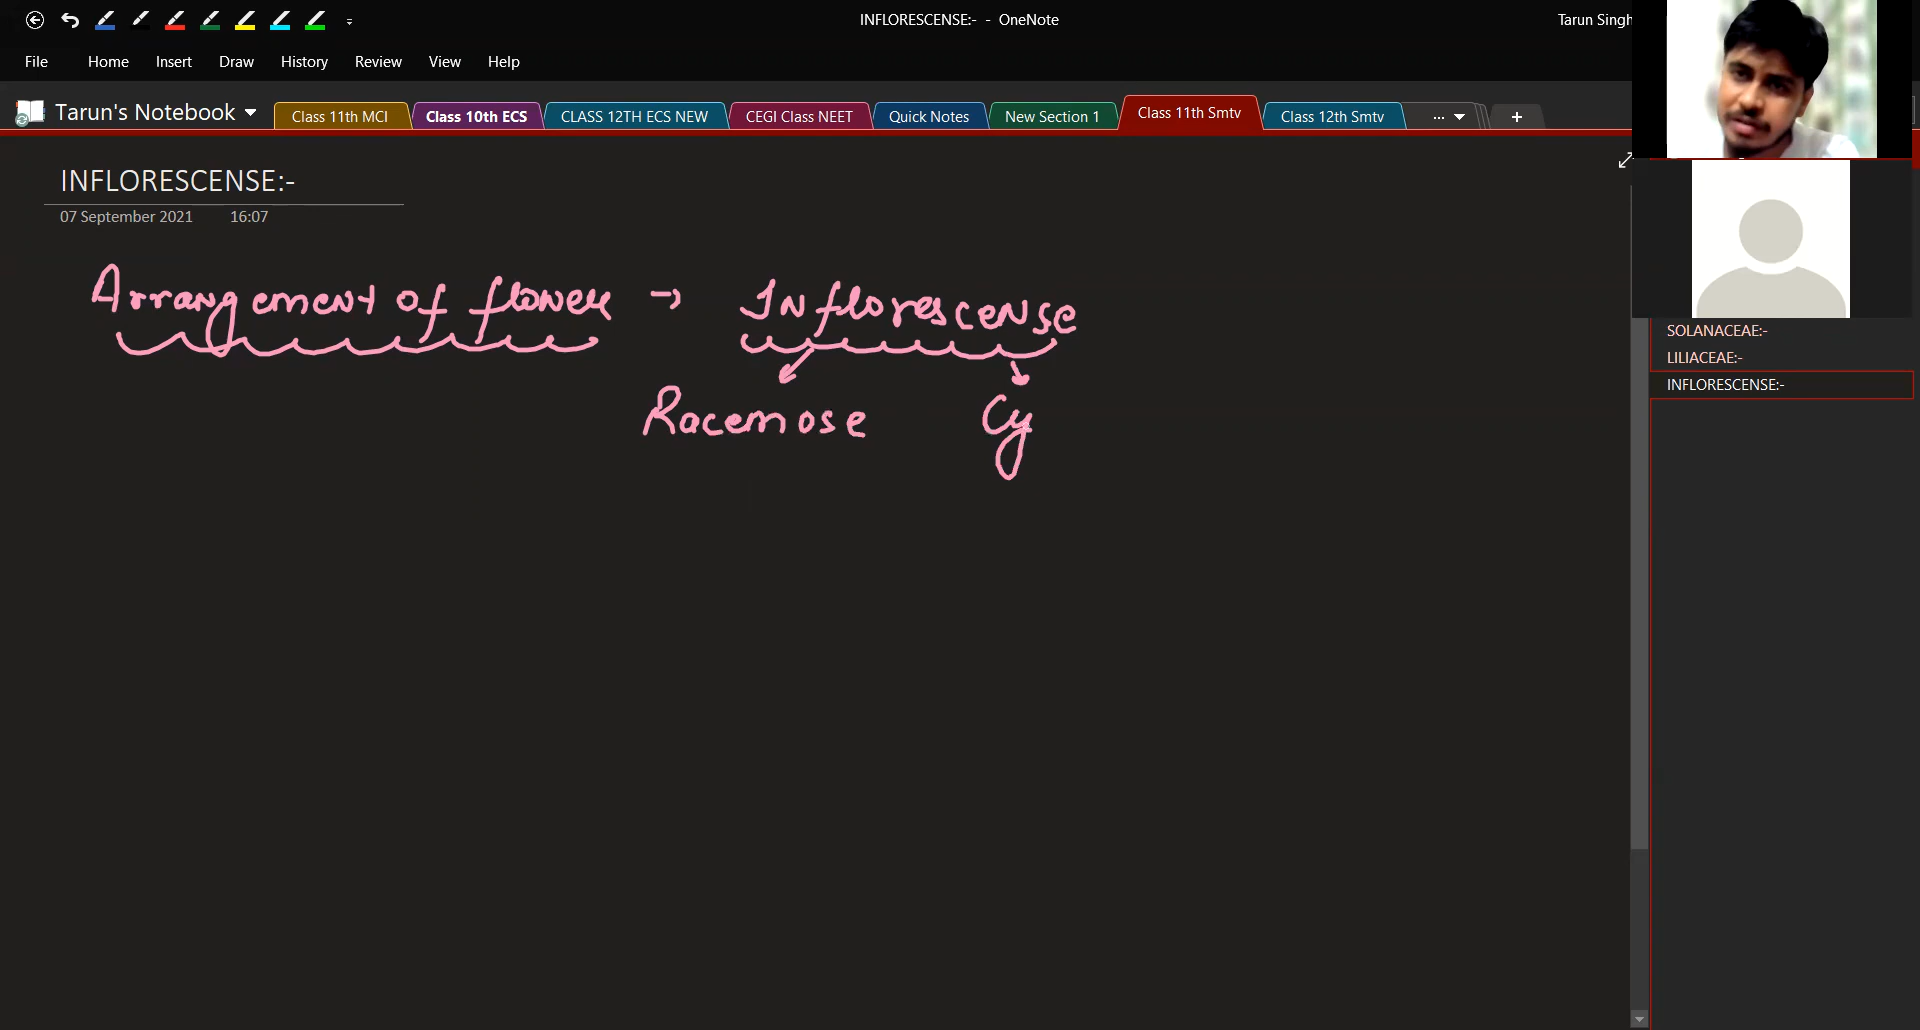 INFLORESCENSE:- - OneNote
Tarun Singh
File Home Insert Draw History Review View Help
Tarun's Notebook
Class 11th MCI Class 10th ECS CLASS 12TH ECS NEW CEGI Class NEET Quick Notes New Section 1 Class 11th Smtv Class 12th Smtv ... +
INFLORESCENSE:-
07 September 2021 16:07
Arrangement of flower → Inflorescense
Racemose Cy
SOLANACEAE:-
LILIACEAE:-
INFLORESCENSE:-